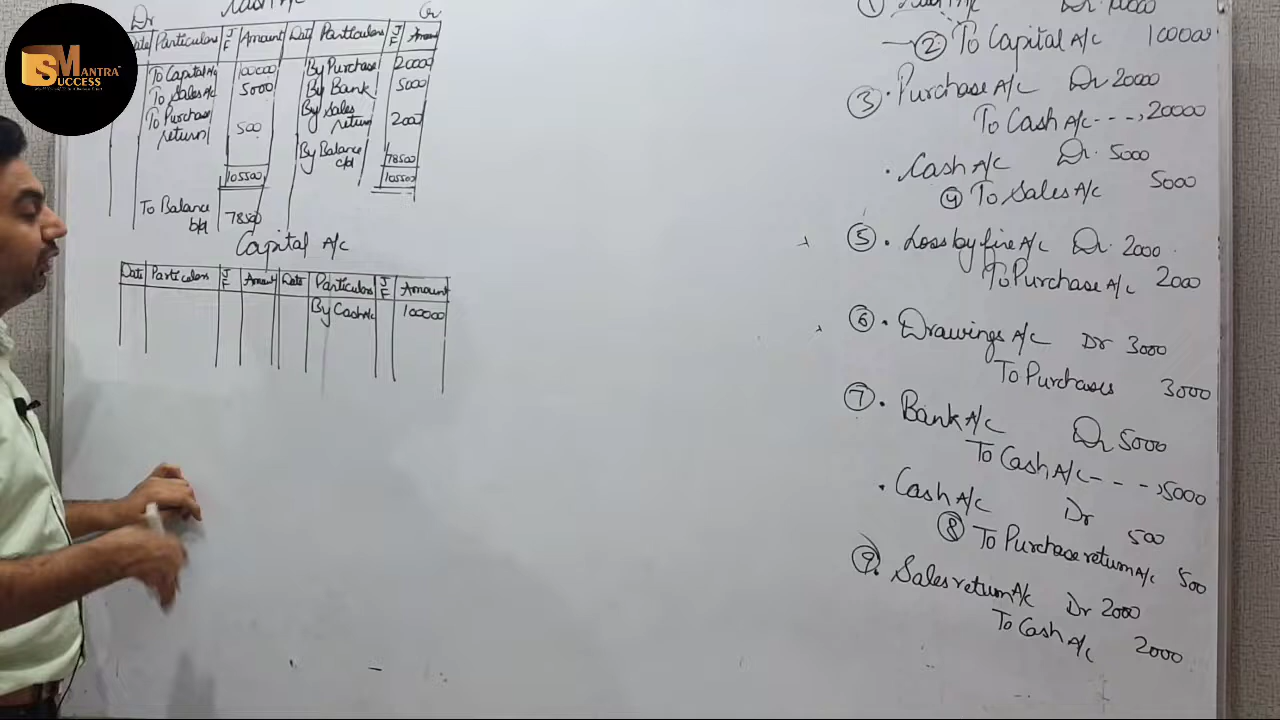 MANTRA
SUCCESS
Cash A/C
Dr Cr
Date Particulars J F Amount Date Particulars J F Amount
To Capital A/c 100000 By Purchase 20000
To Sales A/c 5000 By Bank 5000
To Purchase return 500 By Sales return 2000
By Balance c/d 78500
105500 105500
To Balance b/d 78500
Capital A/c
Date Particulars J F Amount Date Particulars J F Amount
By Cash A/c 100000
①
② To Capital A/c 100000
③ Purchase A/c Dr 20000
To Cash A/c - - - , 20000
. Cash A/c Dr. 5000
④ To Sales A/c 5000
⑤ . Loss by fire A/c Dr. 2000
To Purchase A/c 2000
⑥ . Drawings A/c Dr 3000
To Purchases 3000
⑦ . Bank A/c Dr 5000
To Cash A/c - - - , 5000
. Cash A/c Dr 500
⑧ To Purchase return A/c 500
⑨ . Sales return A/c Dr 2000
To Cash A/c 2000